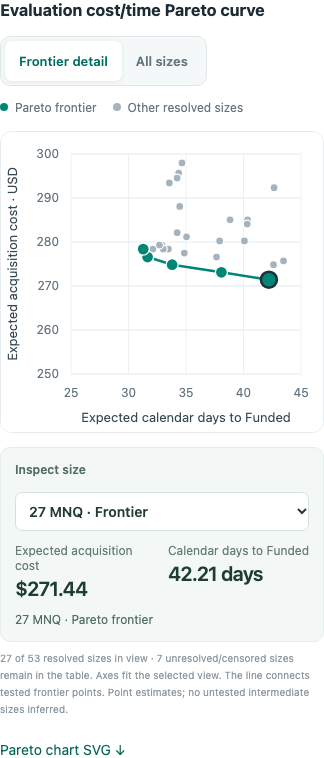 Evaluation cost/time Pareto curve
Frontier detail
All sizes
Pareto frontier
Other resolved sizes
Expected acquisition cost · USD
300
290
280
270
260
250
25
30
35
40
45
Expected calendar days to Funded
Inspect size
27 MNQ · Frontier
Expected acquisition
cost
$271.44
Calendar days to Funded
42.21 days
27 MNQ · Pareto frontier
27 of 53 resolved sizes in view · 7 unresolved/censored sizes
remain in the table. Axes fit the selected view. The line connects
tested frontier points. Point estimates; no untested intermediate
sizes inferred.
Pareto chart SVG ↓